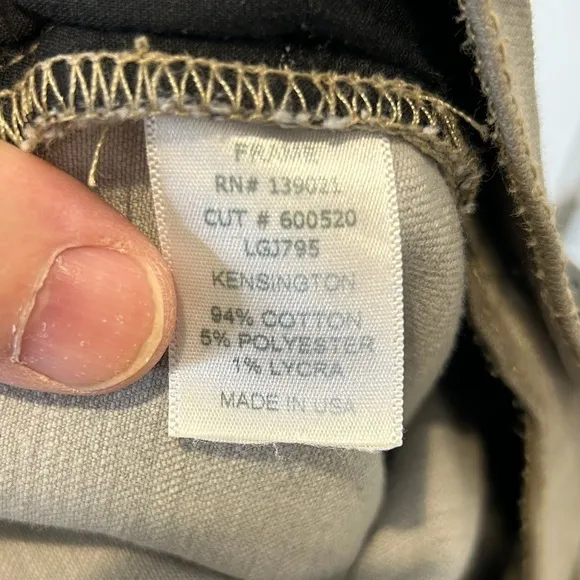 FRAME
RN# 139021
CUT # 600520
LGJ795
KENSINGTON
94% COTTON
5% POLYESTER
1% LYCRA
MADE IN USA